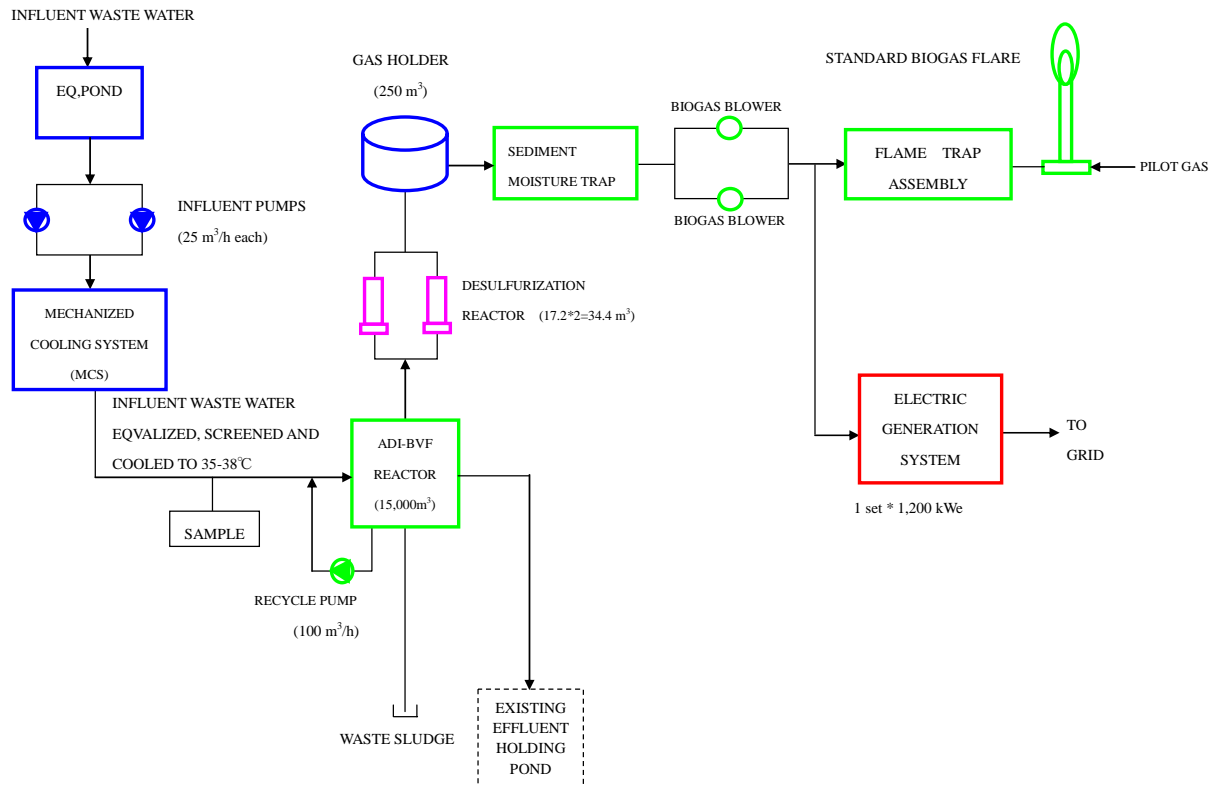 INFLUENT WASTE WATER
EQ,POND
INFLUENT PUMPS
(25 m³/h each)
MECHANIZED
COOLING SYSTEM
(MCS)
INFLUENT WASTE WATER
EQVALIZED, SCREENED AND
COOLED TO 35-38℃
SAMPLE
RECYCLE PUMP
(100 m³/h)
ADI-BVF
REACTOR
(15,000m³)
WASTE SLUDGE
EXISTING
EFFLUENT
HOLDING
POND
DESULFURIZATION
REACTOR (17.2*2=34.4 m³)
GAS HOLDER
(250 m³)
SEDIMENT
MOISTURE TRAP
BIOGAS BLOWER
BIOGAS BLOWER
STANDARD BIOGAS FLARE
FLAME TRAP
ASSEMBLY
PILOT GAS
ELECTRIC
GENERATION
SYSTEM
TO
GRID
1 set * 1,200 kWe